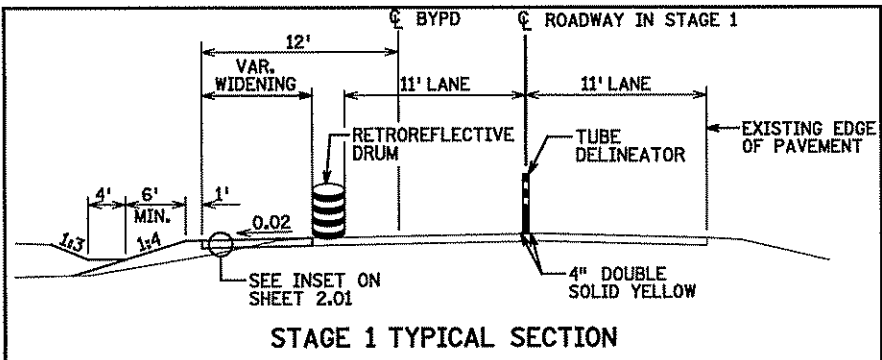 ℄ BYPD
℄ ROADWAY IN STAGE 1
12'
VAR.
WIDENING
11' LANE
11' LANE
RETROREFLECTIVE
DRUM
TUBE
DELINEATOR
EXISTING EDGE
OF PAVEMENT
4'
6'
MIN.
1'
0.02
1:3
1:4
SEE INSET ON
SHEET 2.01
4" DOUBLE
SOLID YELLOW
STAGE 1 TYPICAL SECTION